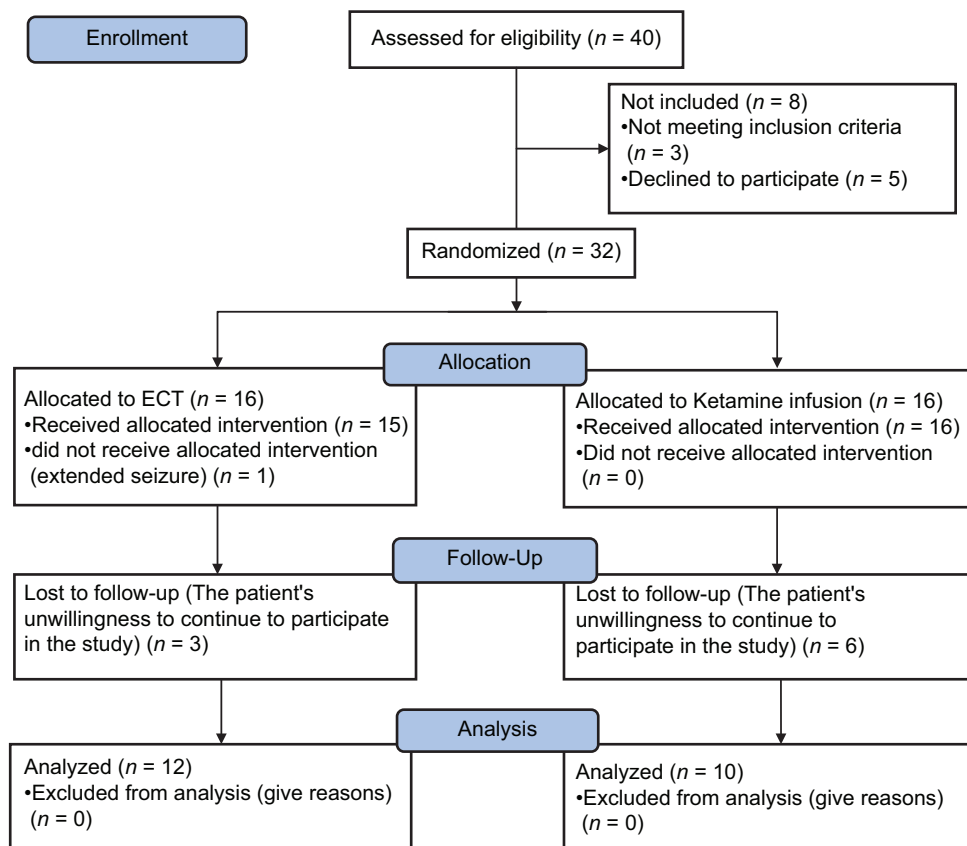 Enrollment
Assessed for eligibility (n = 40)
Not included (n = 8)
•Not meeting inclusion criteria
(n = 3)
•Declined to participate (n = 5)
Randomized (n = 32)
Allocation
Allocated to ECT (n = 16)
•Received allocated intervention (n = 15)
•did not receive allocated intervention
(extended seizure) (n = 1)
Allocated to Ketamine infusion (n = 16)
•Received allocated intervention (n = 16)
•Did not receive allocated intervention
(n = 0)
Follow-Up
Lost to follow-up (The patient's
unwillingness to continue to participate
in the study) (n = 3)
Lost to follow-up (The patient's
unwillingness to continue to
participate in the study) (n = 6)
Analysis
Analyzed (n = 12)
•Excluded from analysis (give reasons)
(n = 0)
Analyzed (n = 10)
•Excluded from analysis (give reasons)
(n = 0)